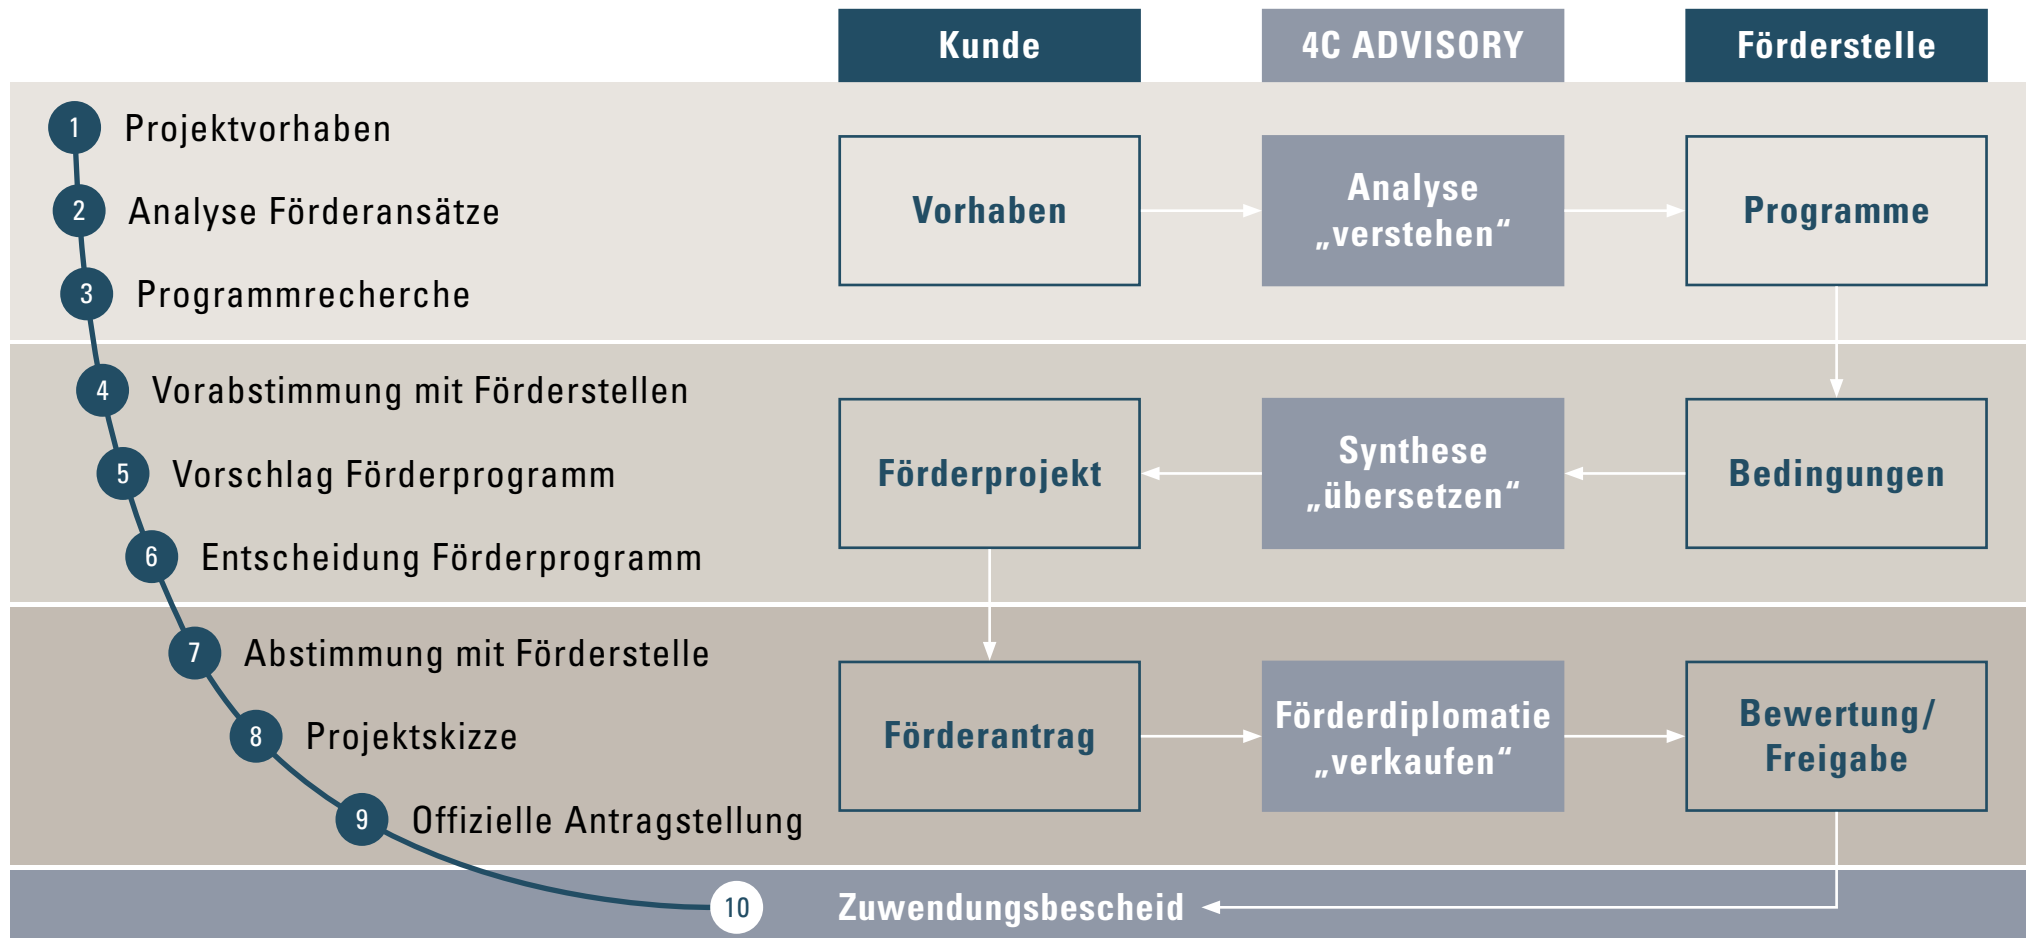 Kunde
4C ADVISORY
Förderstelle
1 Projektvorhaben
2 Analyse Förderansätze
3 Programmrecherche
Vorhaben
Analyse
„verstehen“
Programme
4 Vorabstimmung mit Förderstellen
5 Vorschlag Förderprogramm
6 Entscheidung Förderprogramm
Förderprojekt
Synthese
„übersetzen“
Bedingungen
7 Abstimmung mit Förderstelle
8 Projektskizze
9 Offizielle Antragstellung
Förderantrag
Förderdiplomatie
„verkaufen“
Bewertung/
Freigabe
10 Zuwendungsbescheid